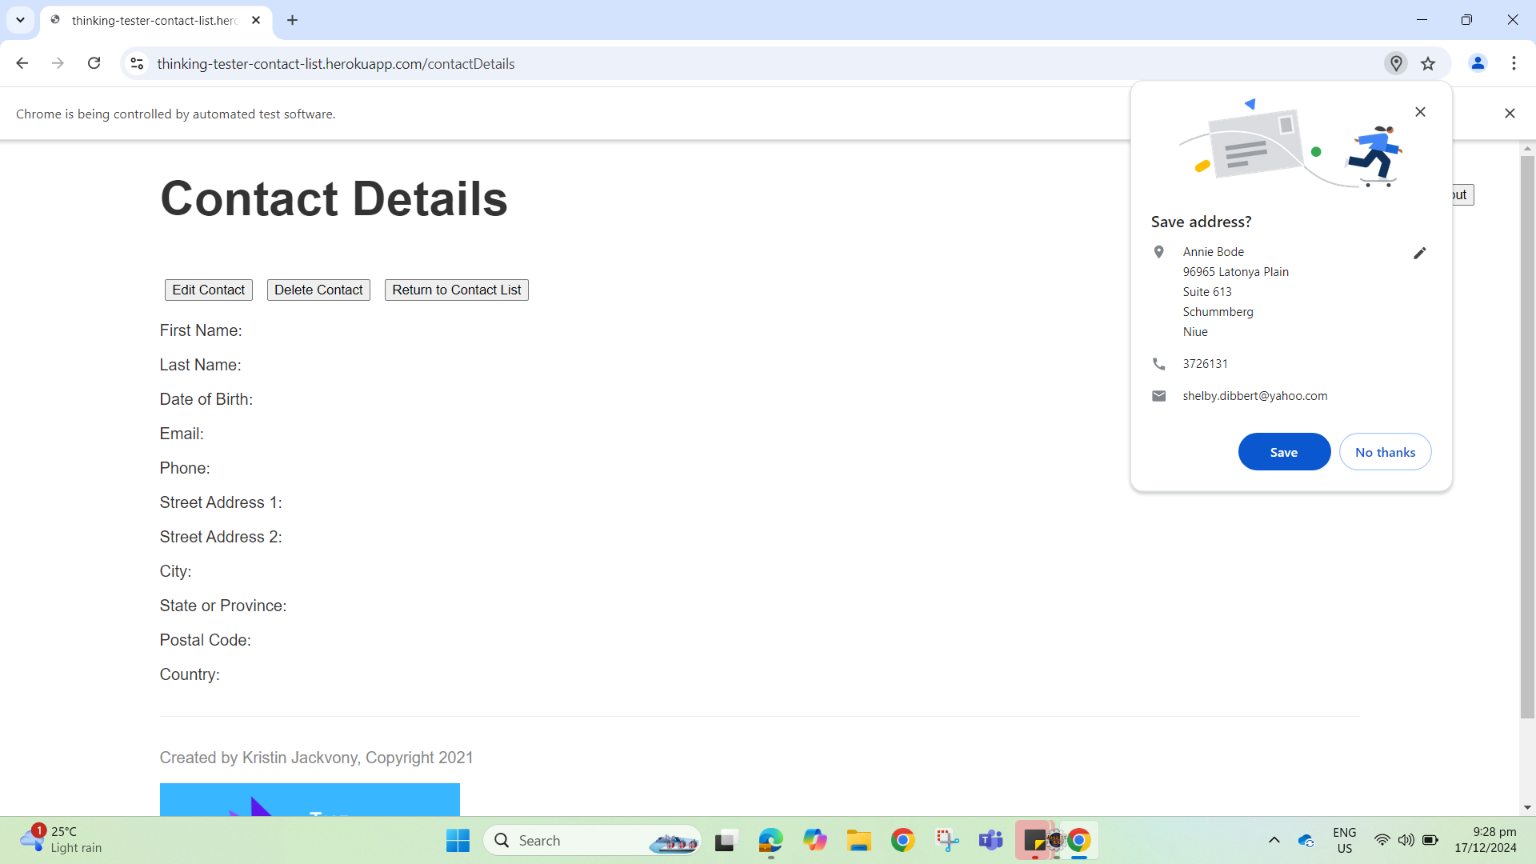 thinking-tester-contact-list.herc
thinking-tester-contact-list.herokuapp.com/contactDetails
Chrome is being controlled by automated test software.
Contact Details
Edit Contact
Delete Contact
Return to Contact List
First Name:
Last Name:
Date of Birth:
Email:
Phone:
Street Address 1:
Street Address 2:
City:
State or Province:
Postal Code:
Country:
Created by Kristin Jackvony, Copyright 2021
Save address?
Annie Bode
96965 Latonya Plain
Suite 613
Schummberg
Niue
3726131
shelby.dibbert@yahoo.com
Save
No thanks
1
25°C
Light rain
Search
ENG
US
9:28 pm
17/12/2024